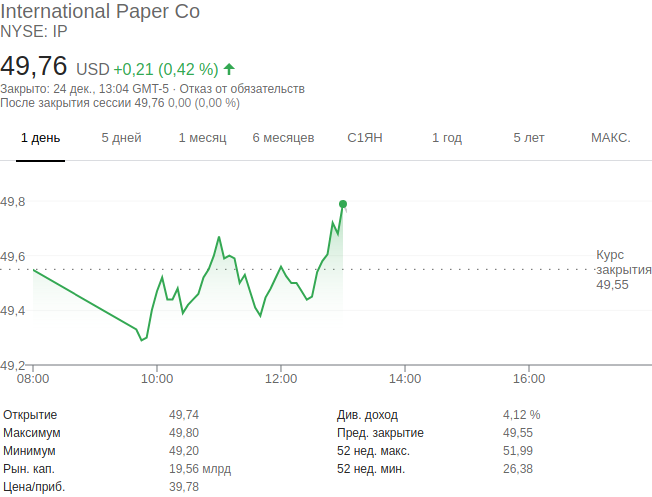 International Paper Co
NYSE: IP
49,76 USD +0,21 (0,42 %)
Закрыто: 24 дек., 13:04 GMT-5 · Отказ от обязательств
После закрытия сессии 49,76 0,00 (0,00 %)
1 день 5 дней 1 месяц 6 месяцев С1ЯН 1 год 5 лет МАКС.
49,8
49,6
49,4
49,2
Курс
закрытия
49,55
08:00 10:00 12:00 14:00 16:00
Открытие 49,74 Див. доход 4,12 %
Максимум 49,80 Пред. закрытие 49,55
Минимум 49,20 52 нед. макс. 51,99
Рын. кап. 19,56 млрд 52 нед. мин. 26,38
Цена/приб. 39,78